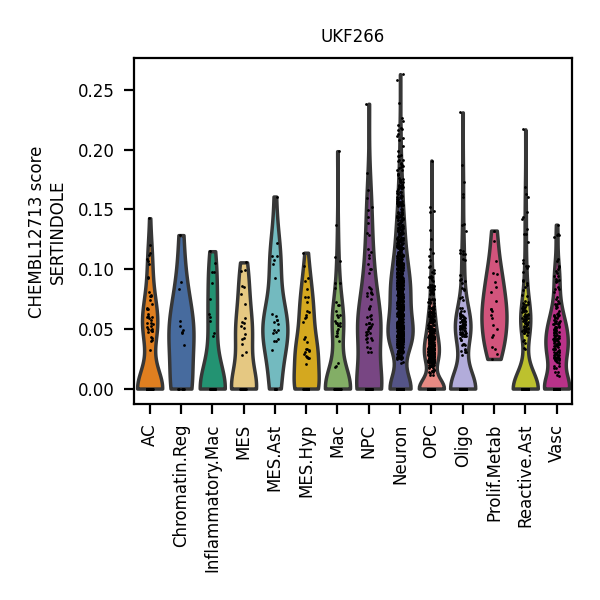 UKF266
CHEMBL12713 score
SERTINDOLE
0.25
0.20
0.15
0.10
0.05
0.00
AC
Chromatin.Reg
Inflammatory.Mac
MES
MES.Ast
MES.Hyp
Mac
NPC
Neuron
OPC
Oligo
Prolif.Metab
Reactive.Ast
Vasc